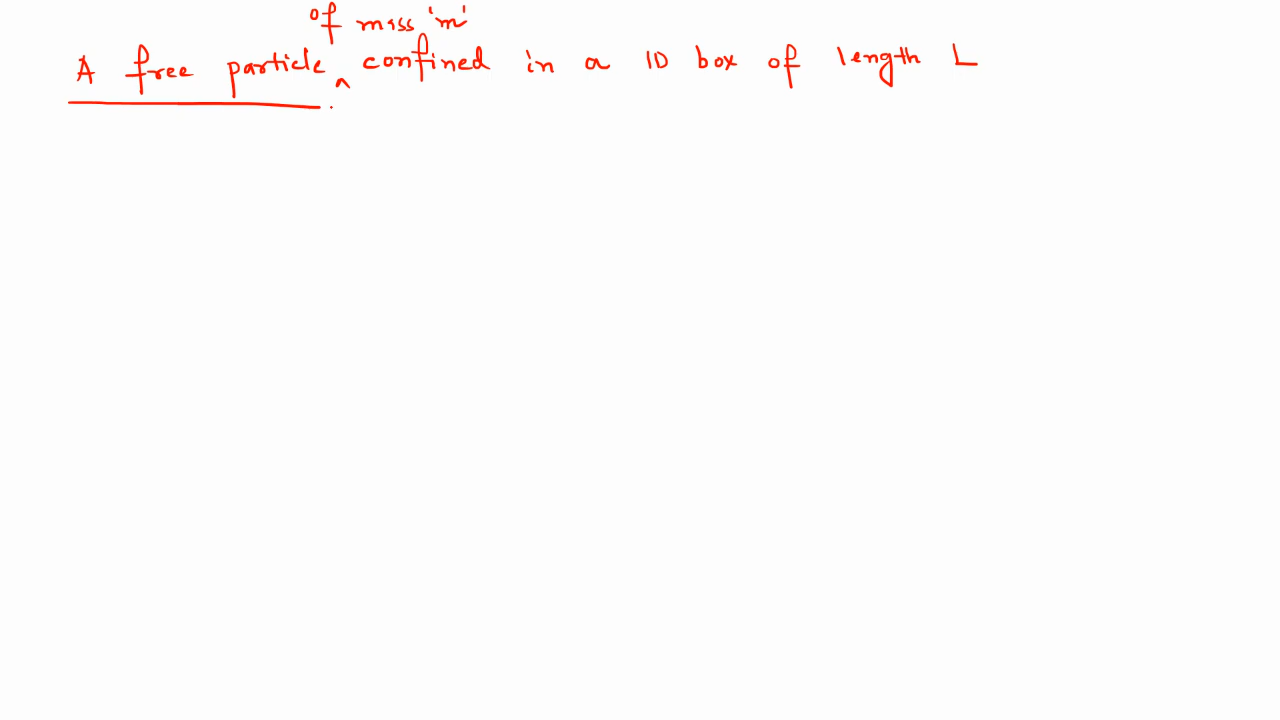 of mass 'm'
A free particle ^ confined in a 1D box of length L